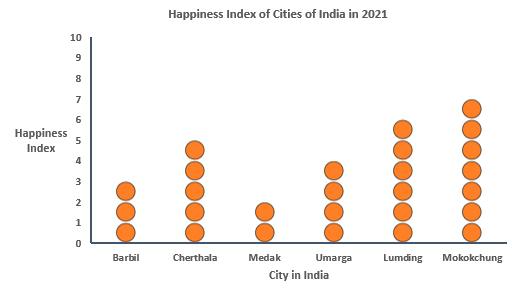 Happiness Index of Cities of India in 2021
10
9
8
7
6
5
4
3
2
1
0
Happiness
Index
Barbil Cherthala Medak Umarga Lumding Mokokchung
City in India